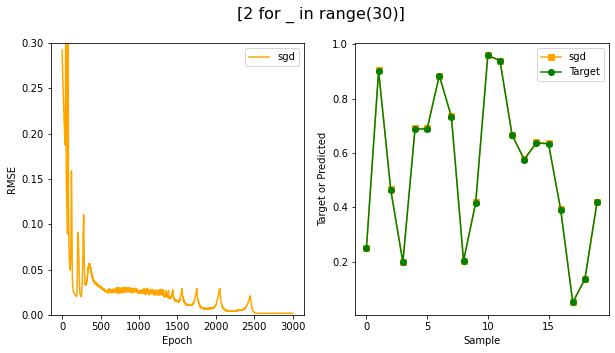 [2 for _ in range(30)]
0.30
0.25
0.20
0.15
0.10
0.05
0.00
RMSE
0 500 1000 1500 2000 2500 3000
Epoch
sgd
1.0
0.8
0.6
0.4
0.2
Target or Predicted
0 5 10 15
Sample
sgd
Target